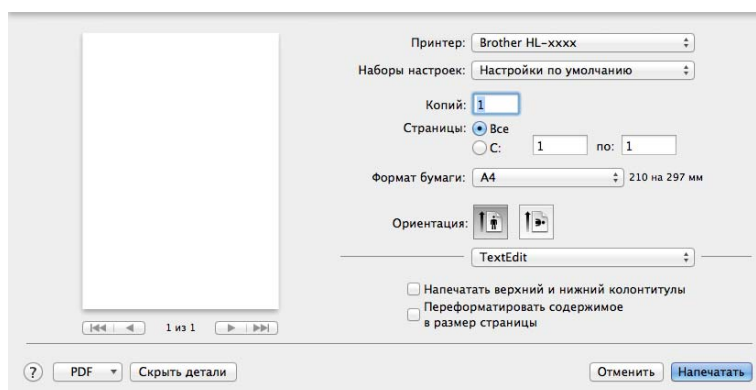 Принтер: Brother HL-xxxx
Наборы настроек: Настройки по умолчанию
Копий: 1
Страницы: Все
С: 1 по: 1
Формат бумаги: A4 210 на 297 мм
Ориентация:
TextEdit
Напечатать верхний и нижний колонтитулы
Переформатировать содержимое
в размер страницы
1 из 1
? PDF Скрыть детали Отменить Напечатать